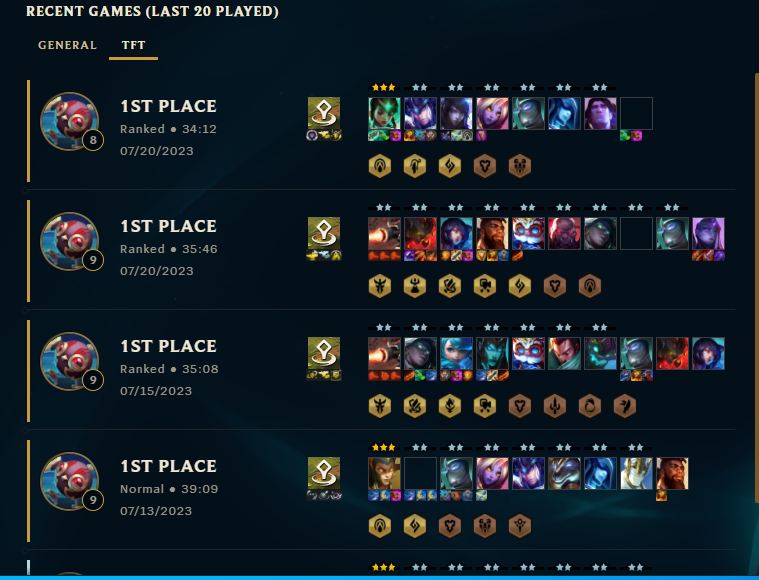 RECENT GAMES (LAST 20 PLAYED)
GENERAL TFT
1ST PLACE
Ranked • 34:12
8
07/20/2023
1ST PLACE
Ranked • 35:46
9
07/20/2023
1ST PLACE
Ranked • 35:08
9
07/15/2023
1ST PLACE
Normal • 39:09
9
07/13/2023